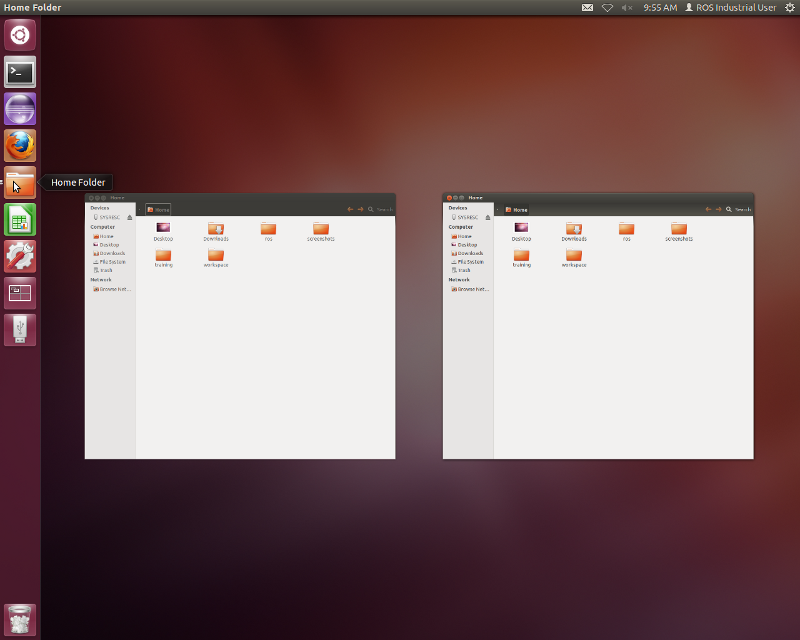 Home Folder
9:55 AM ROS Industrial User
Home Folder
Home
Devices
SYSRESC
Computer
Home
Desktop
Downloads
File System
Trash
Network
Browse Net...
Home
Search
Desktop Downloads ros screenshots
training workspace
Home
Devices
SYSRESC
Computer
Home
Desktop
Downloads
File System
Trash
Network
Browse Net...
Home
Search
Desktop Downloads ros screenshots
training workspace